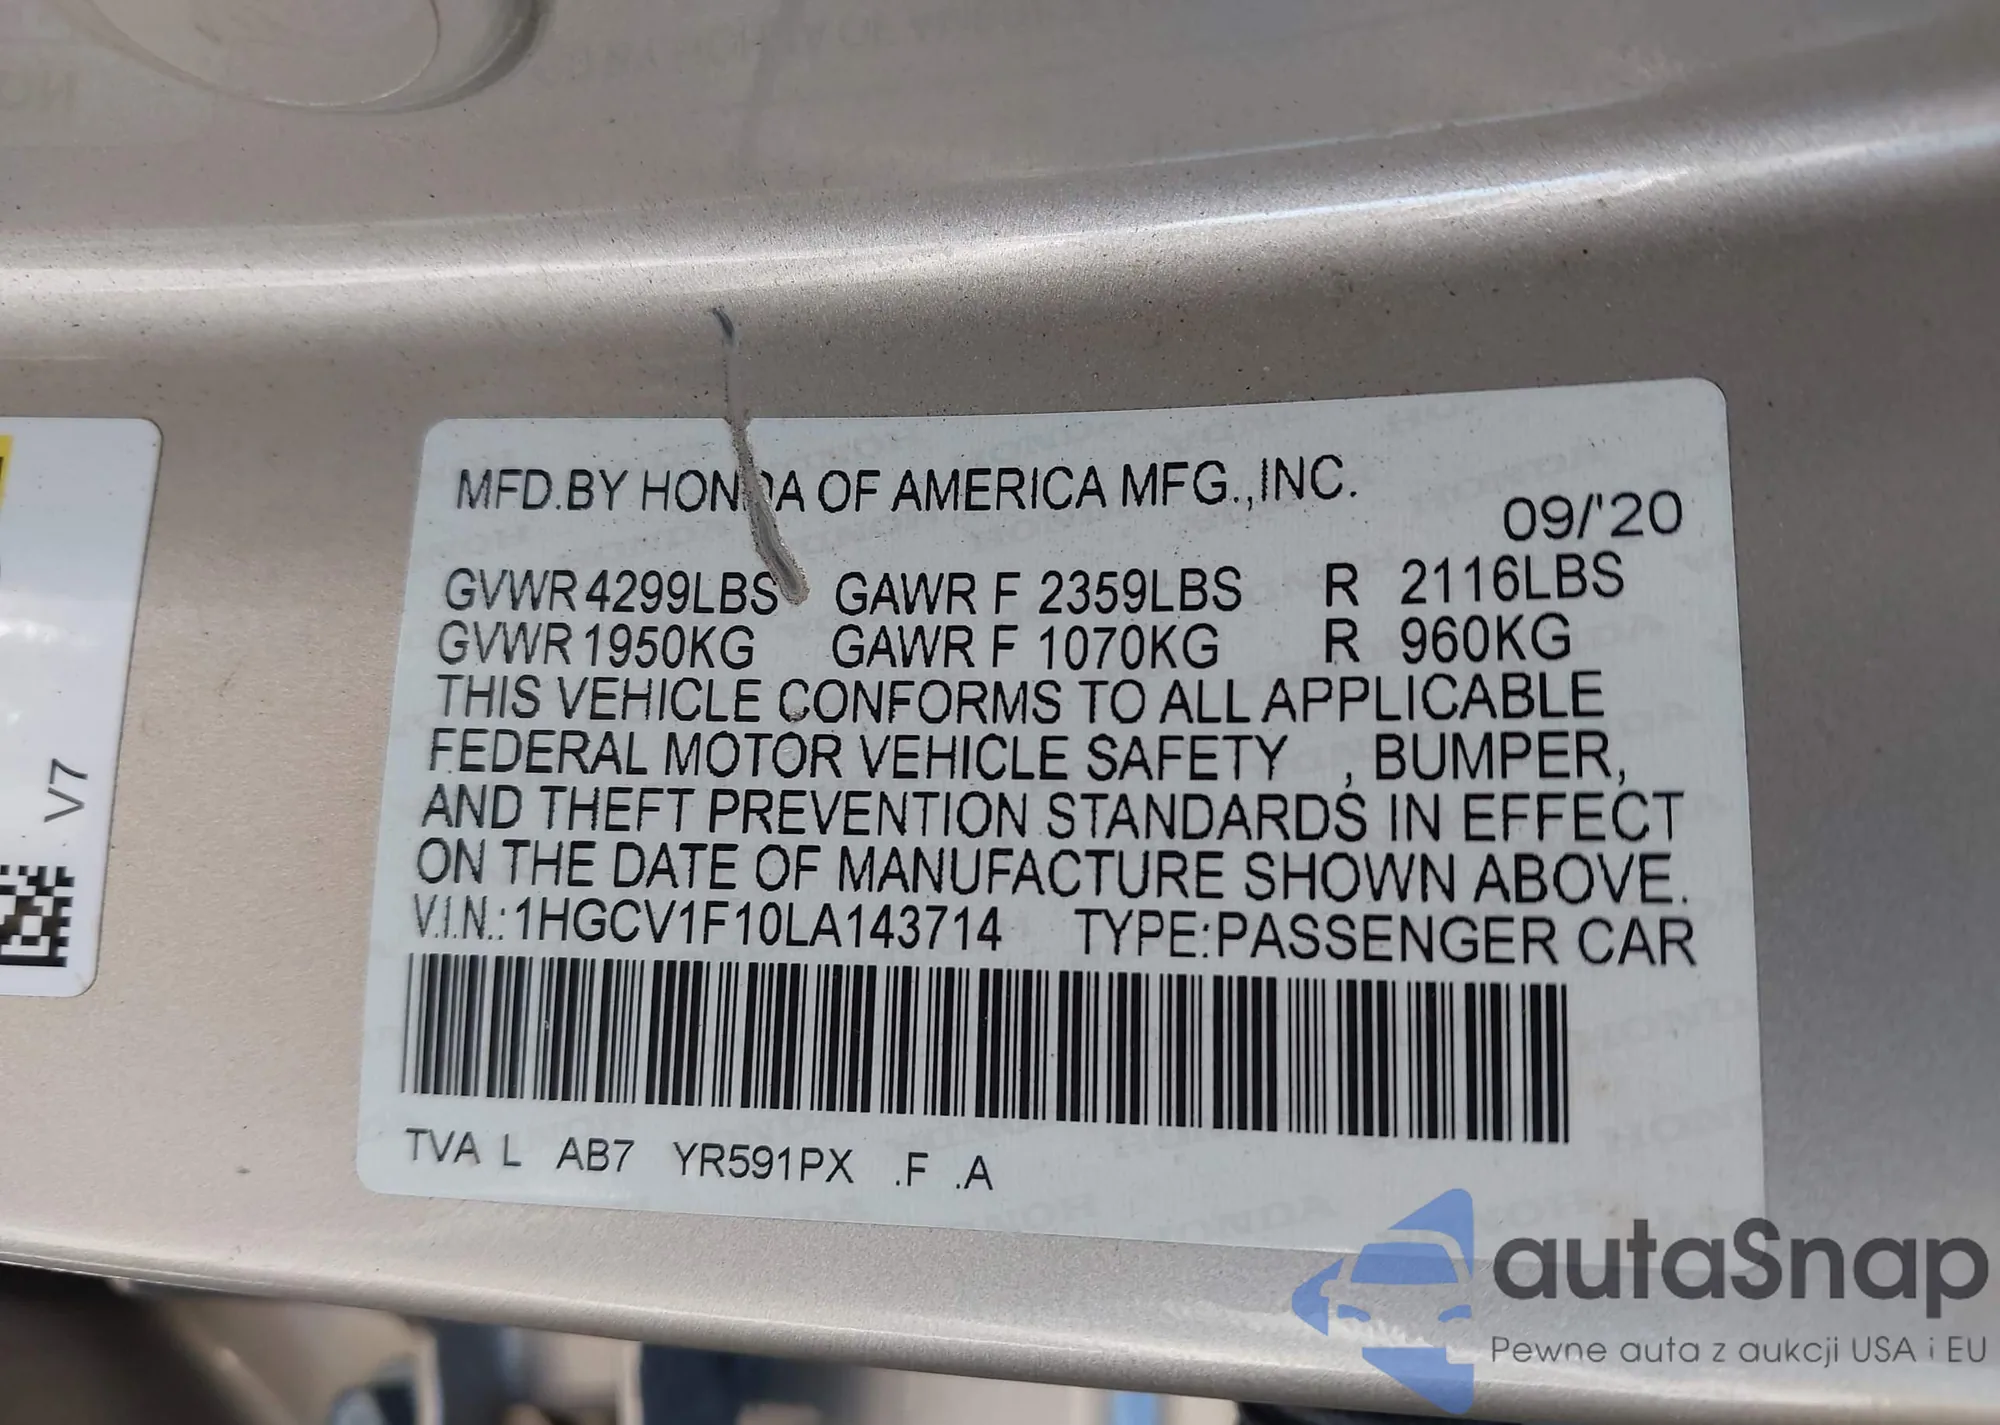 MFD.BY HONDA OF AMERICA MFG.,INC.
09/'20
GVWR 4299LBS GAWR F 2359LBS R 2116LBS
GVWR 1950KG GAWR F 1070KG R 960KG
THIS VEHICLE CONFORMS TO ALL APPLICABLE
FEDERAL MOTOR VEHICLE SAFETY , BUMPER,
AND THEFT PREVENTION STANDARDS IN EFFECT
ON THE DATE OF MANUFACTURE SHOWN ABOVE.
V.I.N.: 1HGCV1F10LA143714 TYPE:PASSENGER CAR
TVA L AB7 YR591PX .F .A
V7
autaSnap
Pewne auta z aukcji USA i EU